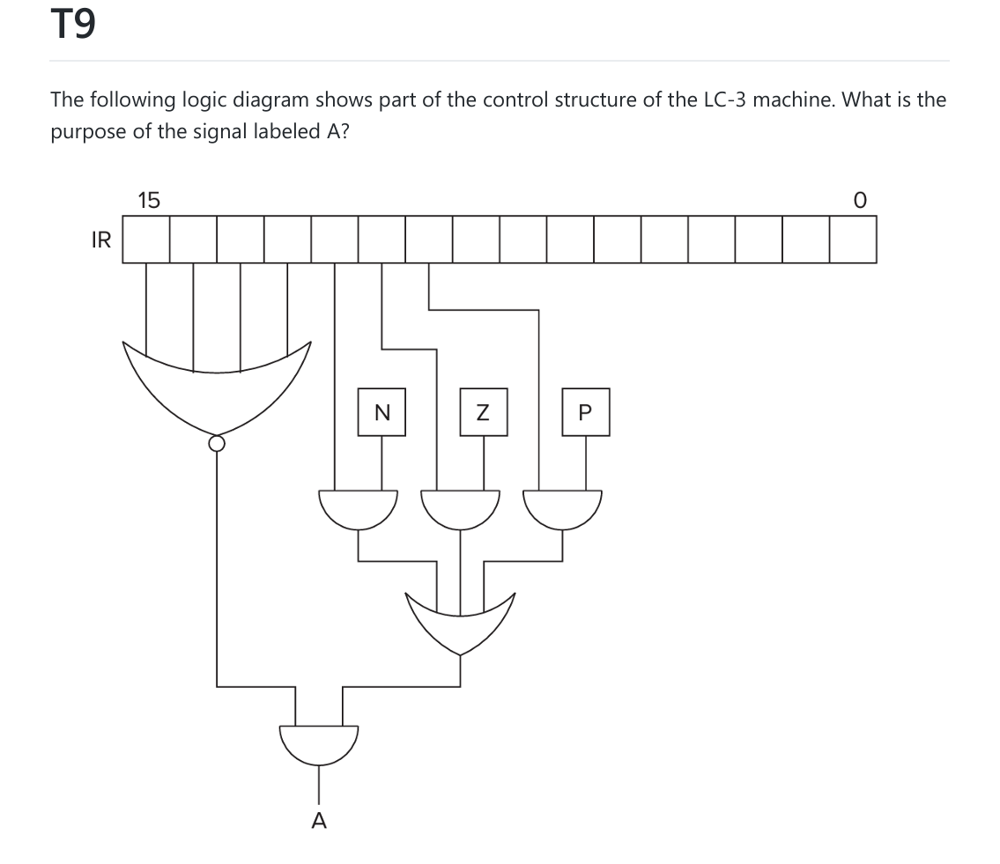 T9
The following logic diagram shows part of the control structure of the LC-3 machine. What is the
purpose of the signal labeled A?
15 0
IR
N Z P
A